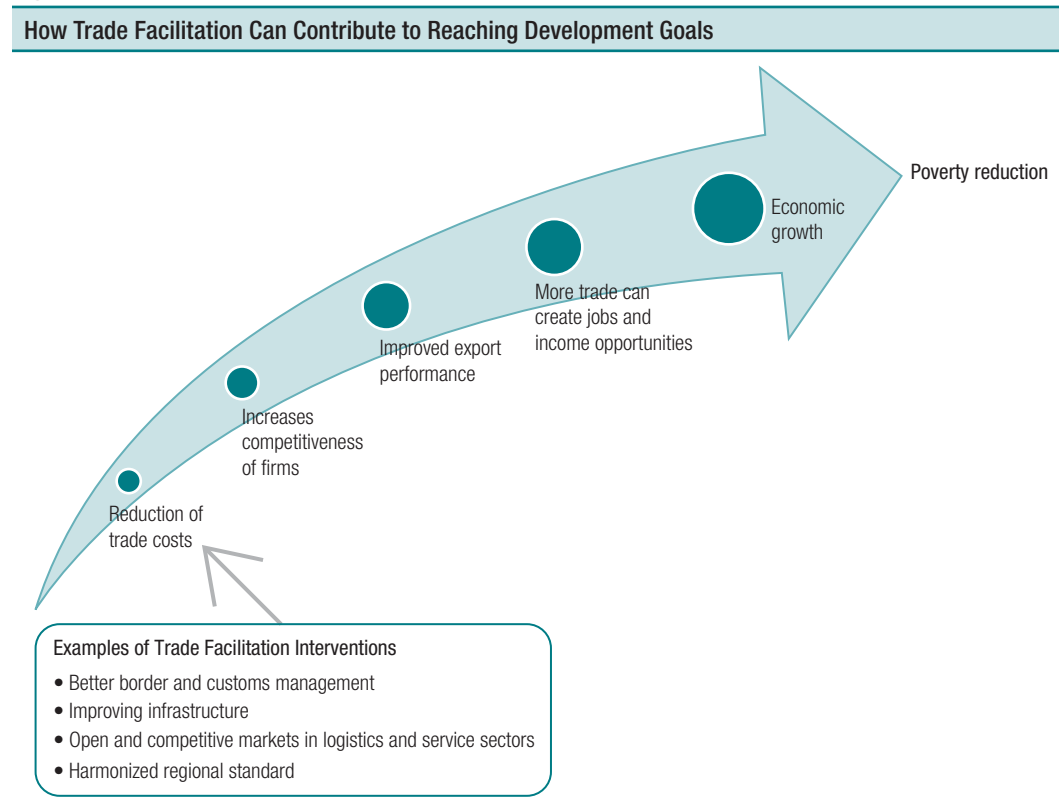 How Trade Facilitation Can Contribute to Reaching Development Goals
Poverty reduction
Economic
growth
More trade can
create jobs and
income opportunities
Improved export
performance
Increases
competitiveness
of firms
Reduction of
trade costs
Examples of Trade Facilitation Interventions
• Better border and customs management
• Improving infrastructure
• Open and competitive markets in logistics and service sectors
• Harmonized regional standard